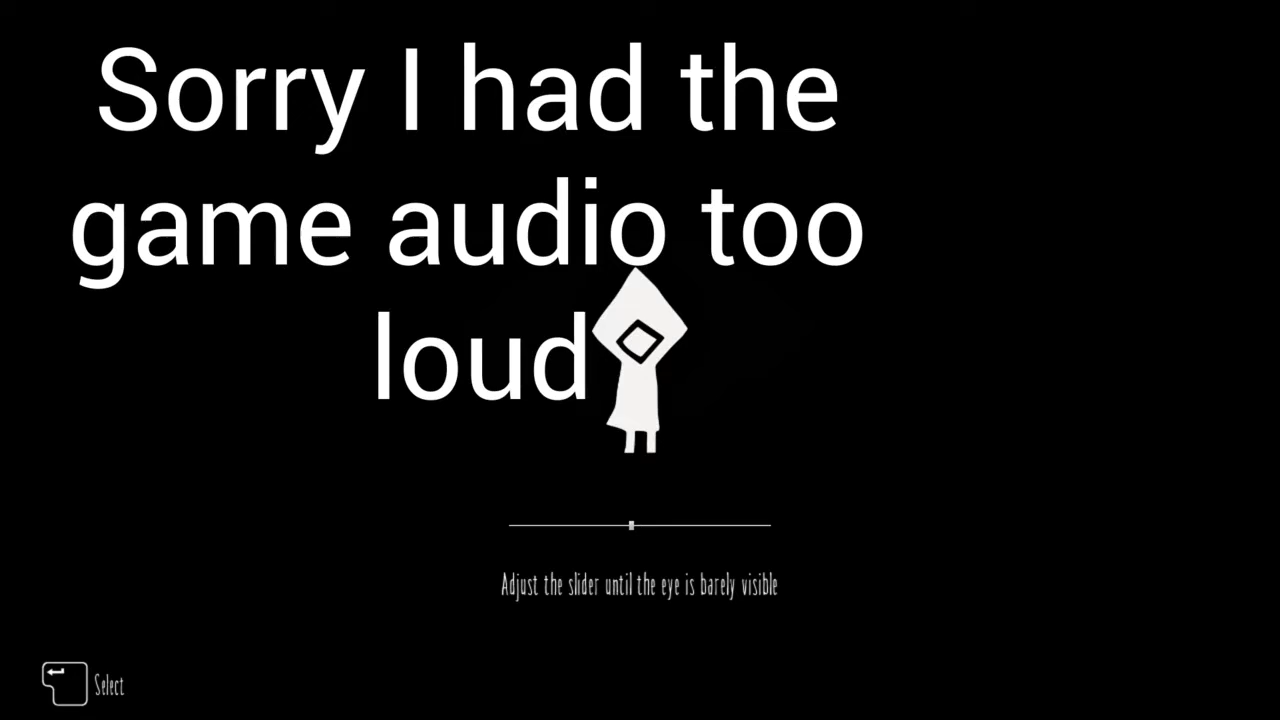 Sorry I had the
game audio too
loud
Adjust the slider until the eye is barely visible
Select